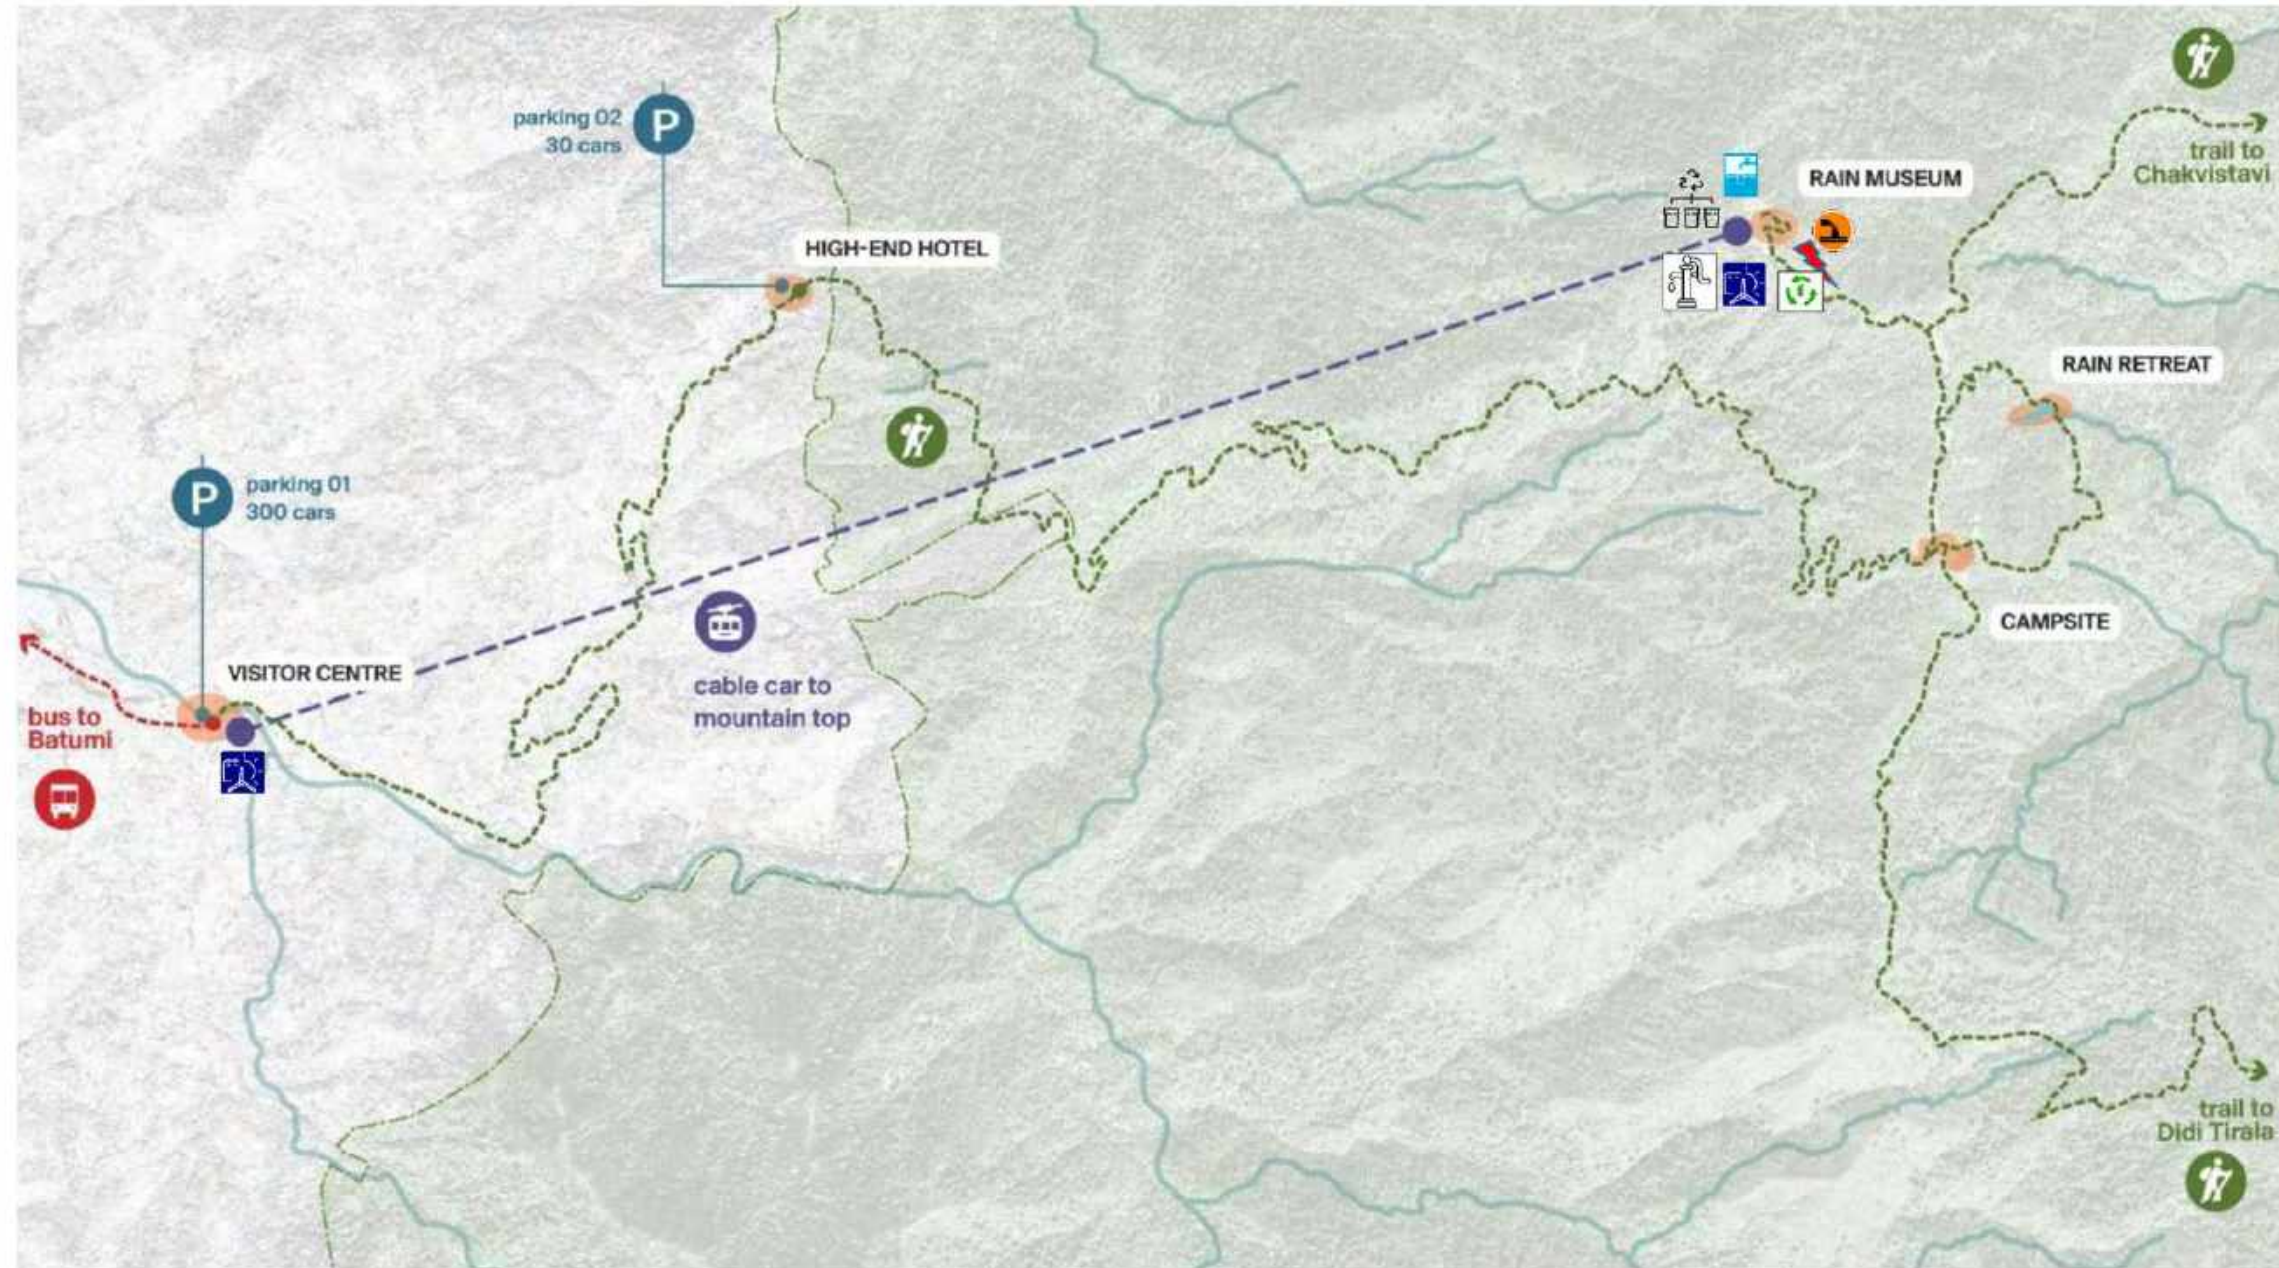 parking 02
30 cars
P
trail to
Chakvistavi
RAIN MUSEUM
HIGH-END HOTEL
RAIN RETREAT
P
parking 01
300 cars
CAMPSITE
VISITOR CENTRE
cable car to
mountain top
bus to
Batumi
trail to
Didi Tirala